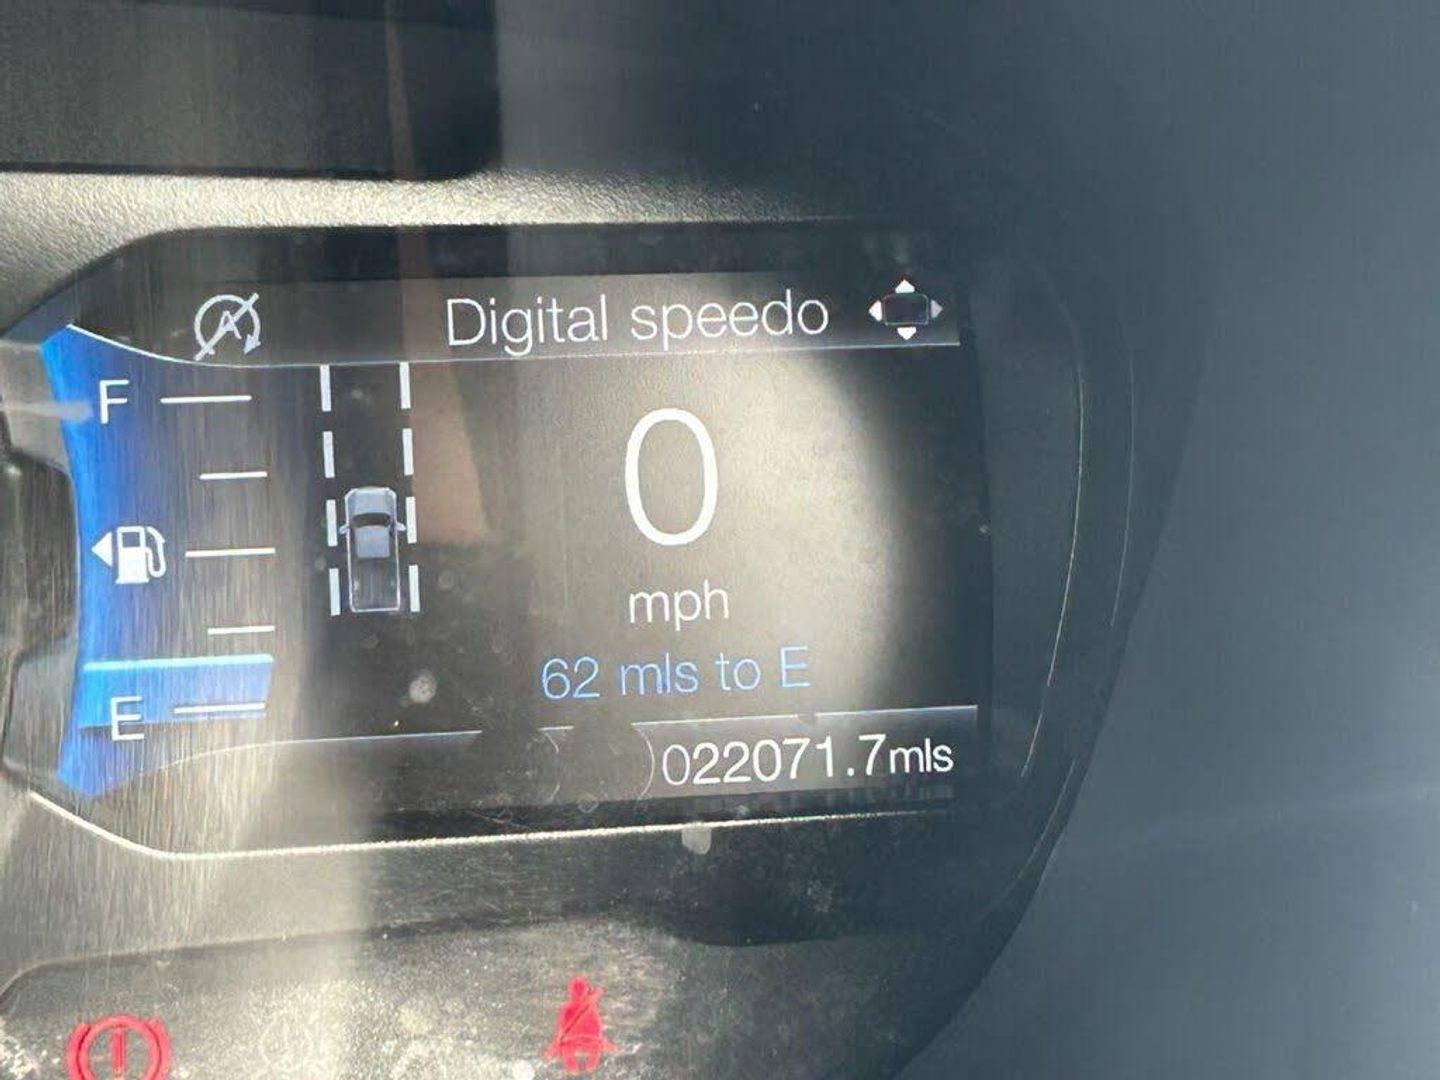 Digital speedo
F
0
mph
62 mls to E
E
022071.7mls